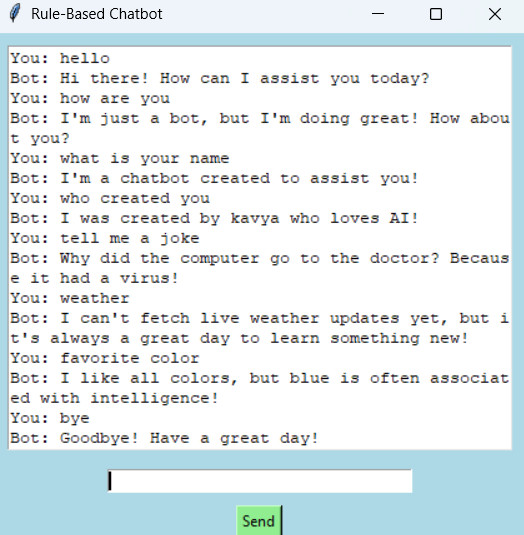 Rule-Based Chatbot
You: hello
Bot: Hi there! How can I assist you today?
You: how are you
Bot: I'm just a bot, but I'm doing great! How abou
t you?
You: what is your name
Bot: I'm a chatbot created to assist you!
You: who created you
Bot: I was created by kavya who loves AI!
You: tell me a joke
Bot: Why did the computer go to the doctor? Becaus
e it had a virus!
You: weather
Bot: I can't fetch live weather updates yet, but i
t's always a great day to learn something new!
You: favorite color
Bot: I like all colors, but blue is often associat
ed with intelligence!
You: bye
Bot: Goodbye! Have a great day!
Send